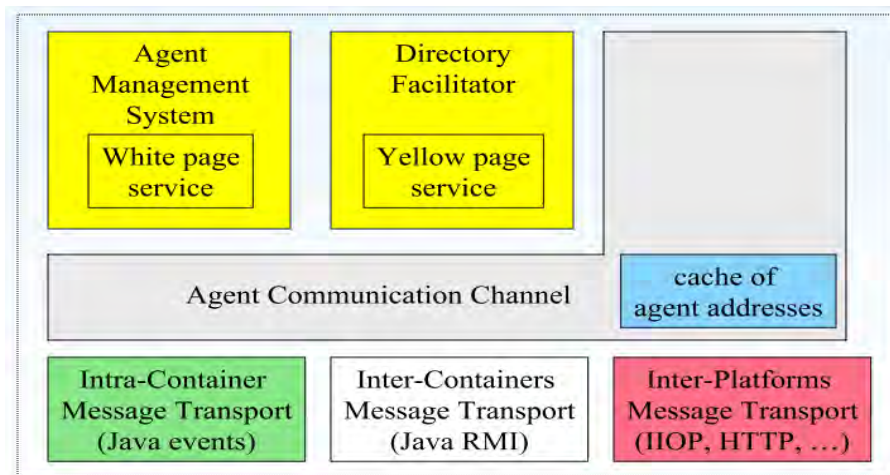 Agent
Management
System
White page
service
Directory
Facilitator
Yellow page
service
Agent Communication Channel
cache of
agent addresses
Intra-Container
Message Transport
(Java events)
Inter-Containers
Message Transport
(Java RMI)
Inter-Platforms
Message Transport
(IIOP, HTTP, …)